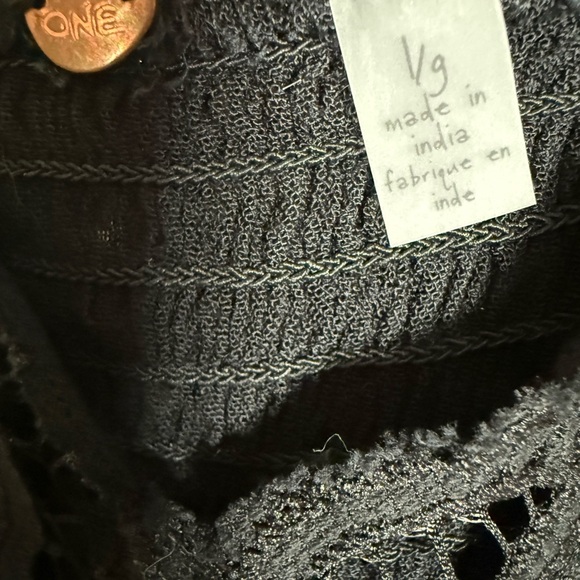 ONE
l/g
made in
india
fabrique en
inde